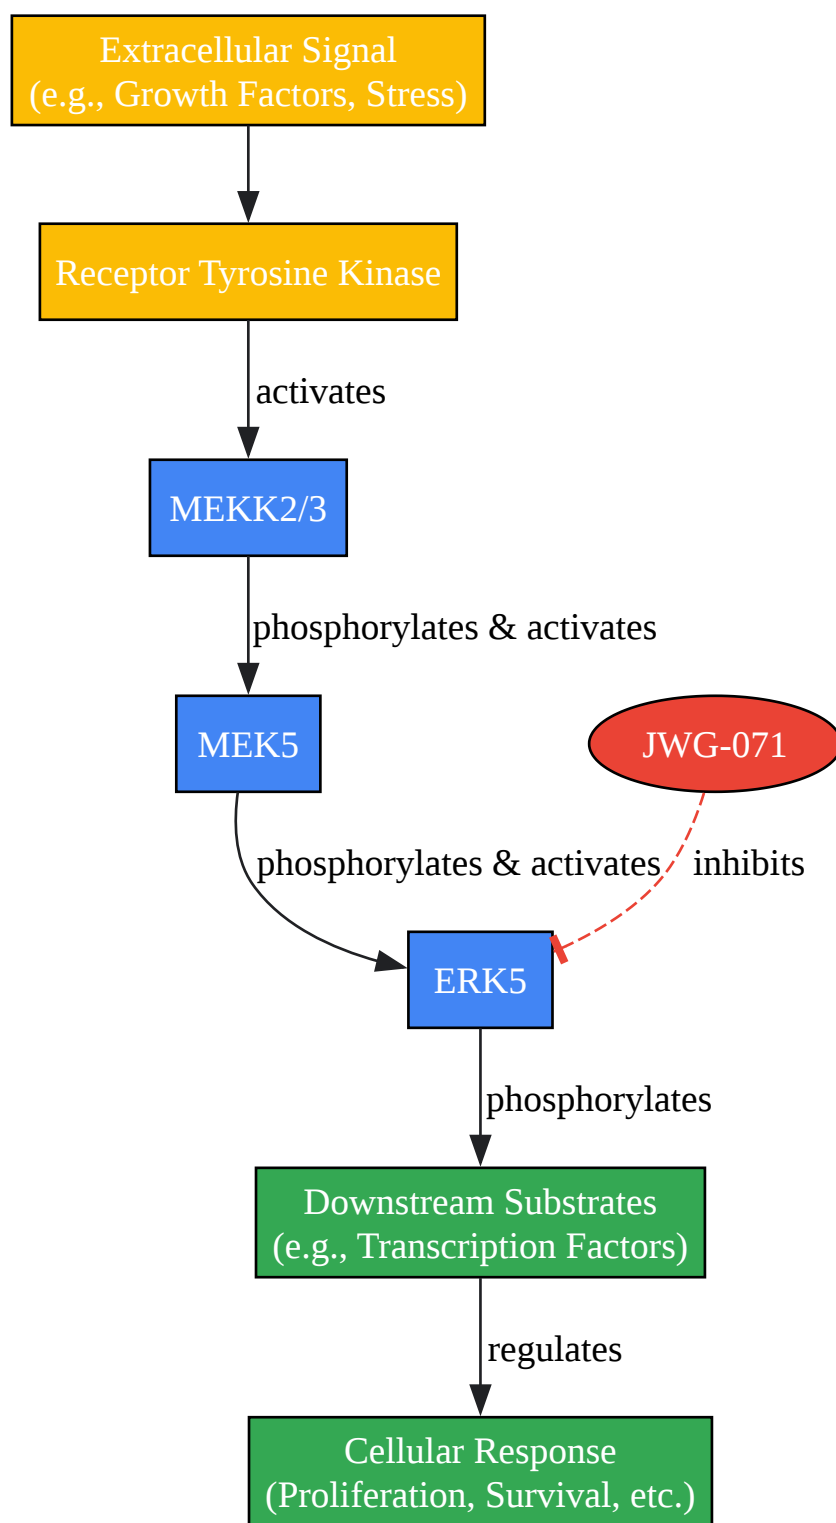 Extracellular Signal
(e.g., Growth Factors, Stress)
Receptor Tyrosine Kinase
activates
MEKK2/3
phosphorylates & activates
MEK5
JWG-071
phosphorylates & activates
inhibits
ERK5
phosphorylates
Downstream Substrates
(e.g., Transcription Factors)
regulates
Cellular Response
(Proliferation, Survival, etc.)